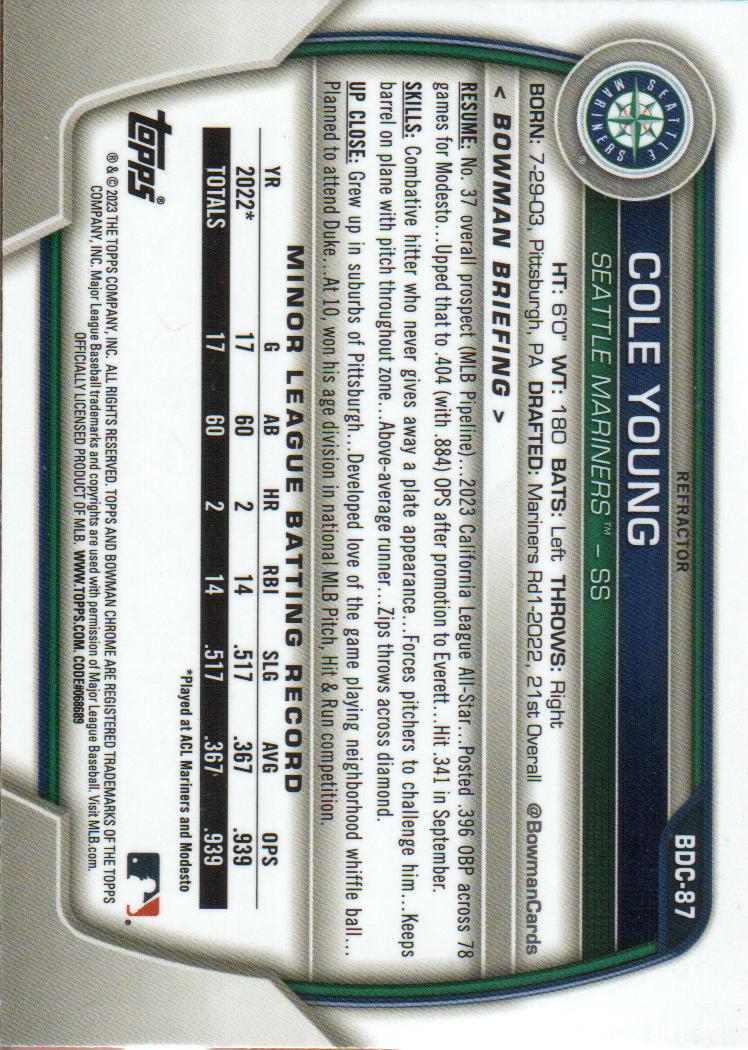 REFRACTOR
BDC-87
COLE YOUNG
SEATTLE MARINERS™ – SS
SEATTLE
MARINERS
®
HT: 6'0" WT: 180 BATS: Left THROWS: Right
BORN: 7-29-03, Pittsburgh, PA DRAFTED: Mariners Rd1-2022, 21st Overall @BowmanCards
< BOWMAN BRIEFING >
RESUME: No. 37 overall prospect (MLB Pipeline)....2023 California League All-Star....Posted .396 OBP across 78
games for Modesto...Upped that to .404 (with .884) OPS after promotion to Everett....Hit .341 in September.
SKILLS: Combative hitter who never gives away a plate appearance...Forces pitchers to challenge him....Keeps
barrel on plane with pitch throughout zone...Above-average runner...Zips throws across diamond.
UP CLOSE: Grew up in suburbs of Pittsburgh....Developed love of the game playing neighborhood whiffle ball...
Planned to attend Duke....At 10, won his age division in national MLB Pitch, Hit & Run competition.
MINOR LEAGUE BATTING RECORD
YR G AB HR RBI SLG AVG OPS
2022* 17 60 2 14 .517 .367 .939
TOTALS 17 60 2 14 .517 .367 .939
*Played at ACL Mariners and Modesto
topps®
® & © 2023 THE TOPPS COMPANY, INC. ALL RIGHTS RESERVED. TOPPS AND BOWMAN CHROME ARE REGISTERED TRADEMARKS OF THE TOPPS
COMPANY, INC. Major League Baseball trademarks and copyrights are used with permission of Major League Baseball. Visit MLB.com.
OFFICIALLY LICENSED PRODUCT OF MLB. WWW.TOPPS.COM. CODE#068689